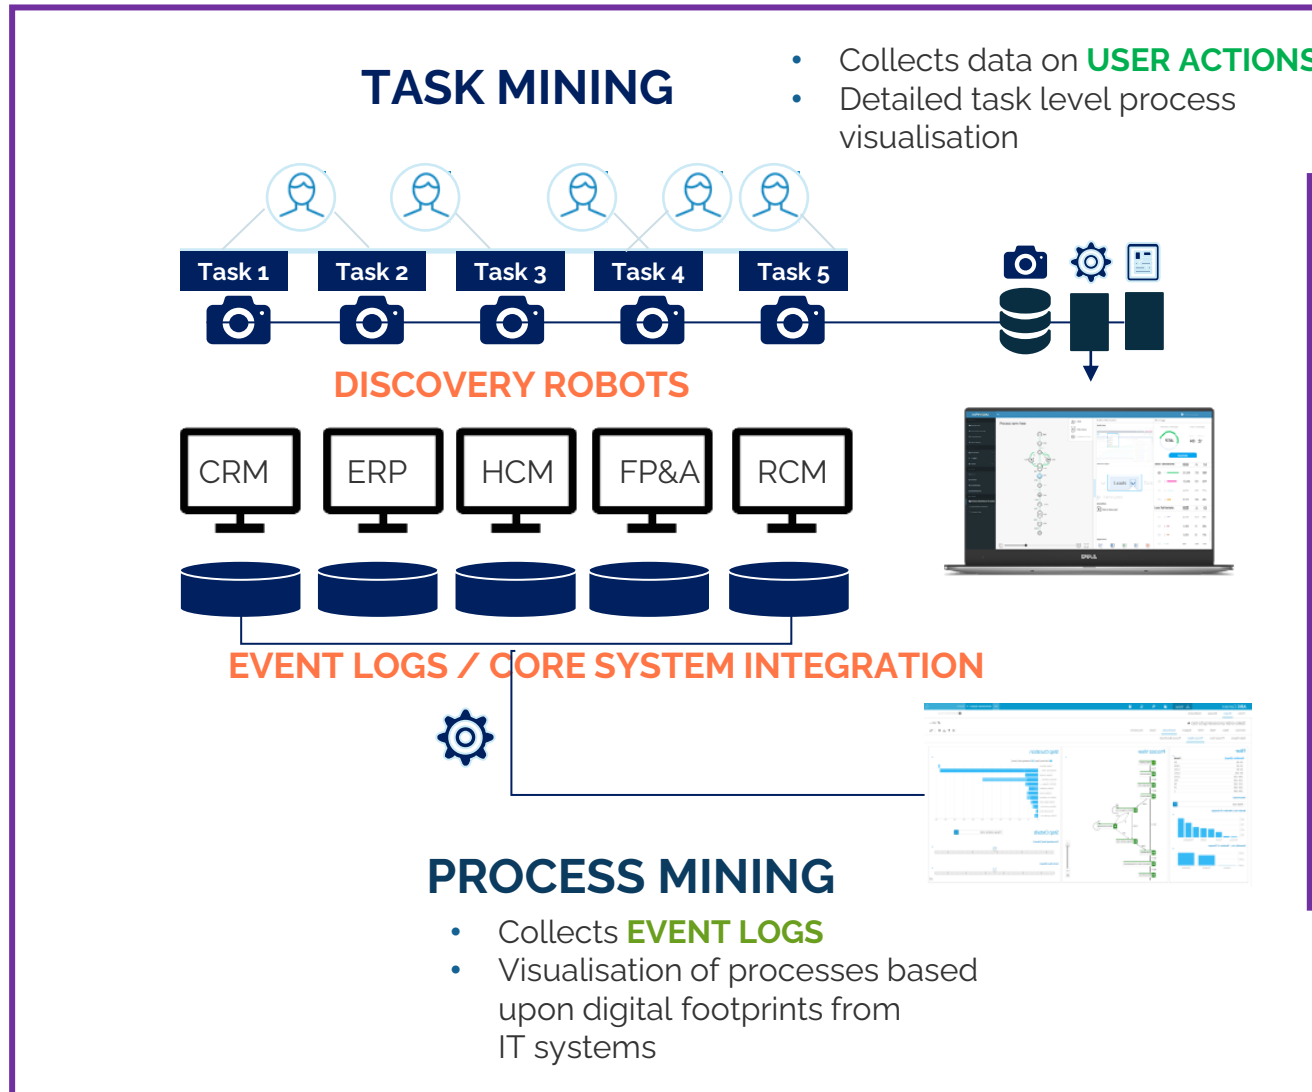 TASK MINING
• Collects data on USER ACTIONS
• Detailed task level process
visualisation
Task 1 Task 2 Task 3 Task 4 Task 5
DISCOVERY ROBOTS
CRM ERP HCM FP&A RCM
EVENT LOGS / CORE SYSTEM INTEGRATION
PROCESS MINING
• Collects EVENT LOGS
• Visualisation of processes based
upon digital footprints from
IT systems